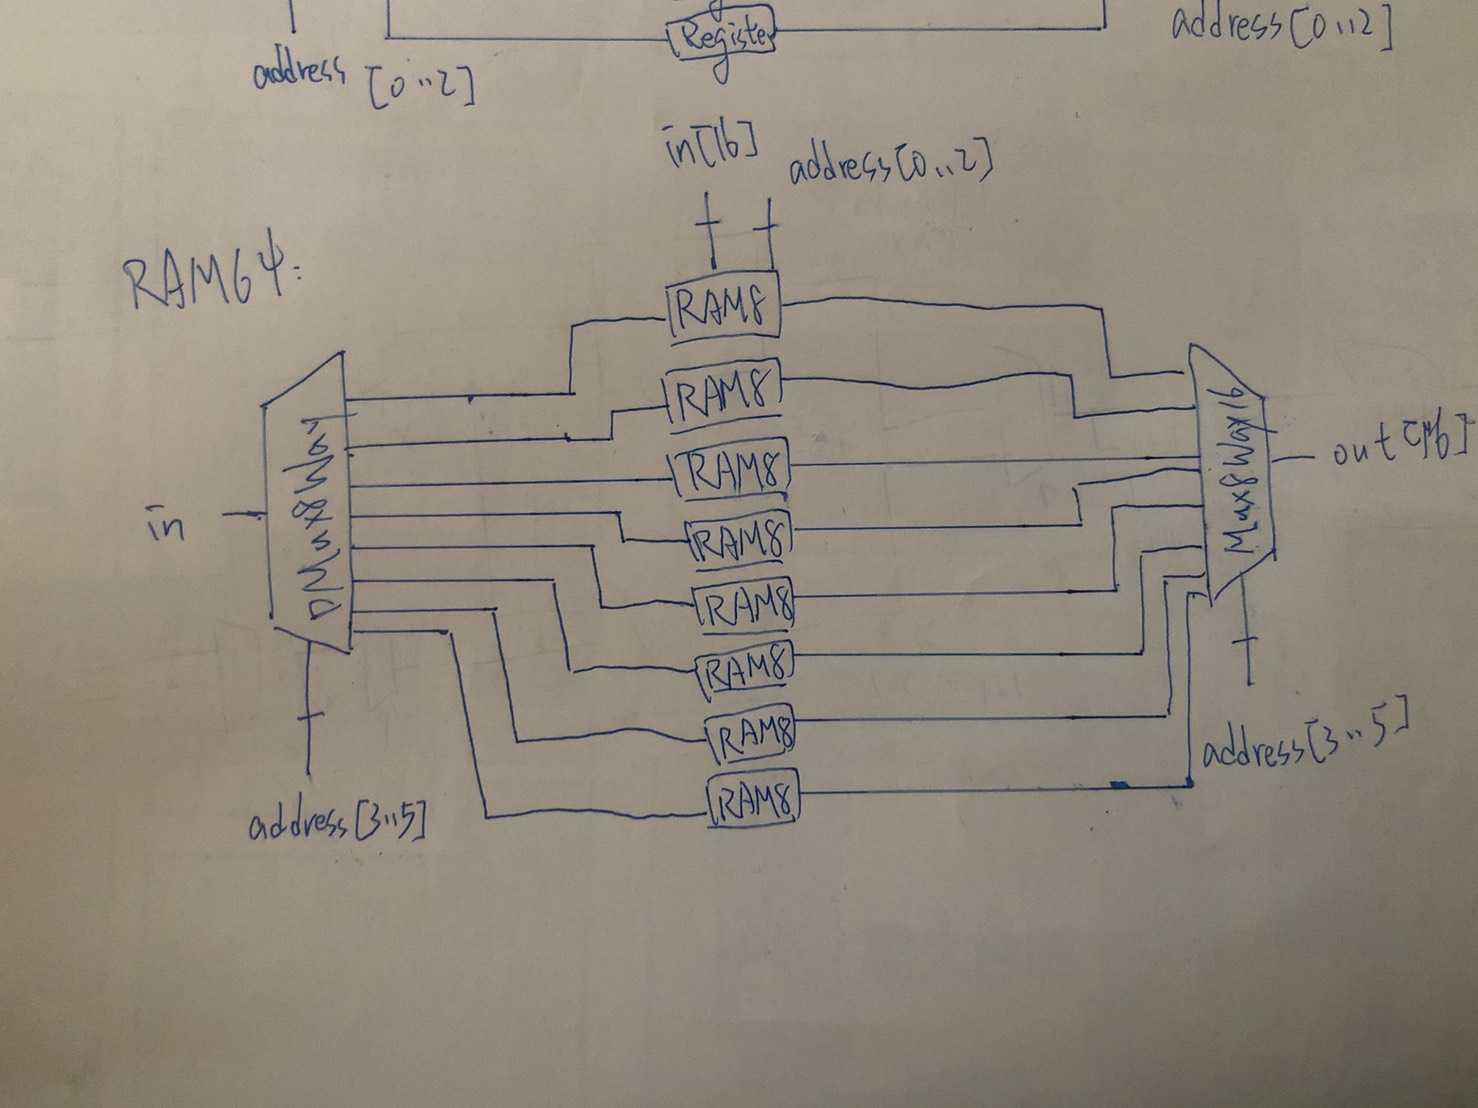 Register
address[0..2]
address [0..2]
in[16]
address[0..2]
RAM64:
RAM8
RAM8
RAM8
RAM8
RAM8
RAM8
RAM8
RAM8
DMux8Way
Mux8Wax16
in
out[16]
address[3..5]
address[3..5]